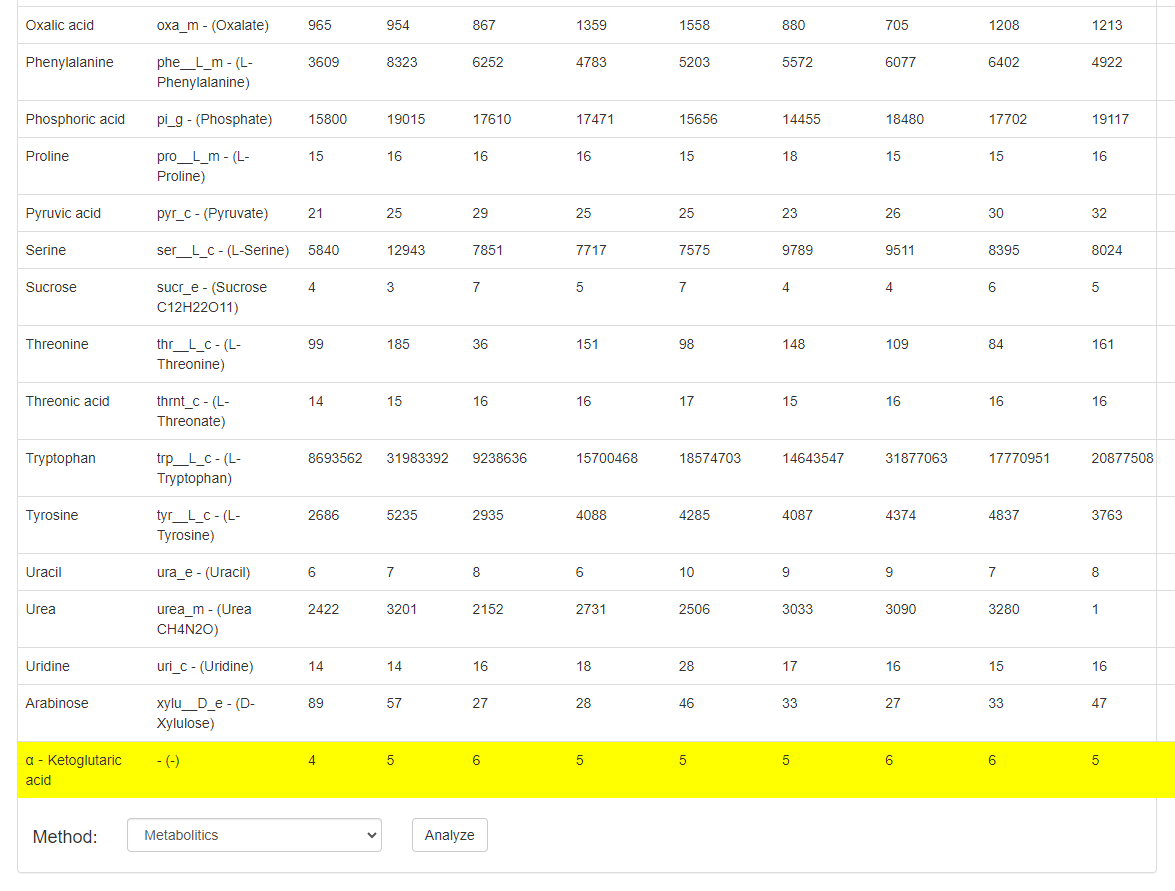 Oxalic acid oxa_m - (Oxalate) 965 954 867 1359 1558 880 705 1208 1213
Phenylalanine phe__L_m - (L- 3609 8323 6252 4783 5203 5572 6077 6402 4922
Phenylalanine)
Phosphoric acid pi_g - (Phosphate) 15800 19015 17610 17471 15656 14455 18480 17702 19117
Proline pro__L_m - (L- 15 16 16 16 15 18 15 15 16
Proline)
Pyruvic acid pyr_c - (Pyruvate) 21 25 29 25 25 23 26 30 32
Serine ser__L_c - (L-Serine) 5840 12943 7851 7717 7575 9789 9511 8395 8024
Sucrose sucr_e - (Sucrose 4 3 7 5 7 4 4 6 5
C12H22O11)
Threonine thr__L_c - (L- 99 185 36 151 98 148 109 84 161
Threonine)
Threonic acid thrnt_c - (L- 14 15 16 16 17 15 16 16 16
Threonate)
Tryptophan trp__L_c - (L- 8693562 31983392 9238636 15700468 18574703 14643547 31877063 17770951 20877508
Tryptophan)
Tyrosine tyr__L_c - (L- 2686 5235 2935 4088 4285 4087 4374 4837 3763
Tyrosine)
Uracil ura_e - (Uracil) 6 7 8 6 10 9 9 7 8
Urea urea_m - (Urea 2422 3201 2152 2731 2506 3033 3090 3280 1
CH4N2O)
Uridine uri_c - (Uridine) 14 14 16 18 28 17 16 15 16
Arabinose xylu__D_e - (D- 89 57 27 28 46 33 27 33 47
Xylulose)
α - Ketoglutaric - (-) 4 5 6 5 5 5 6 6 5
acid
Method: Metabolitics Analyze